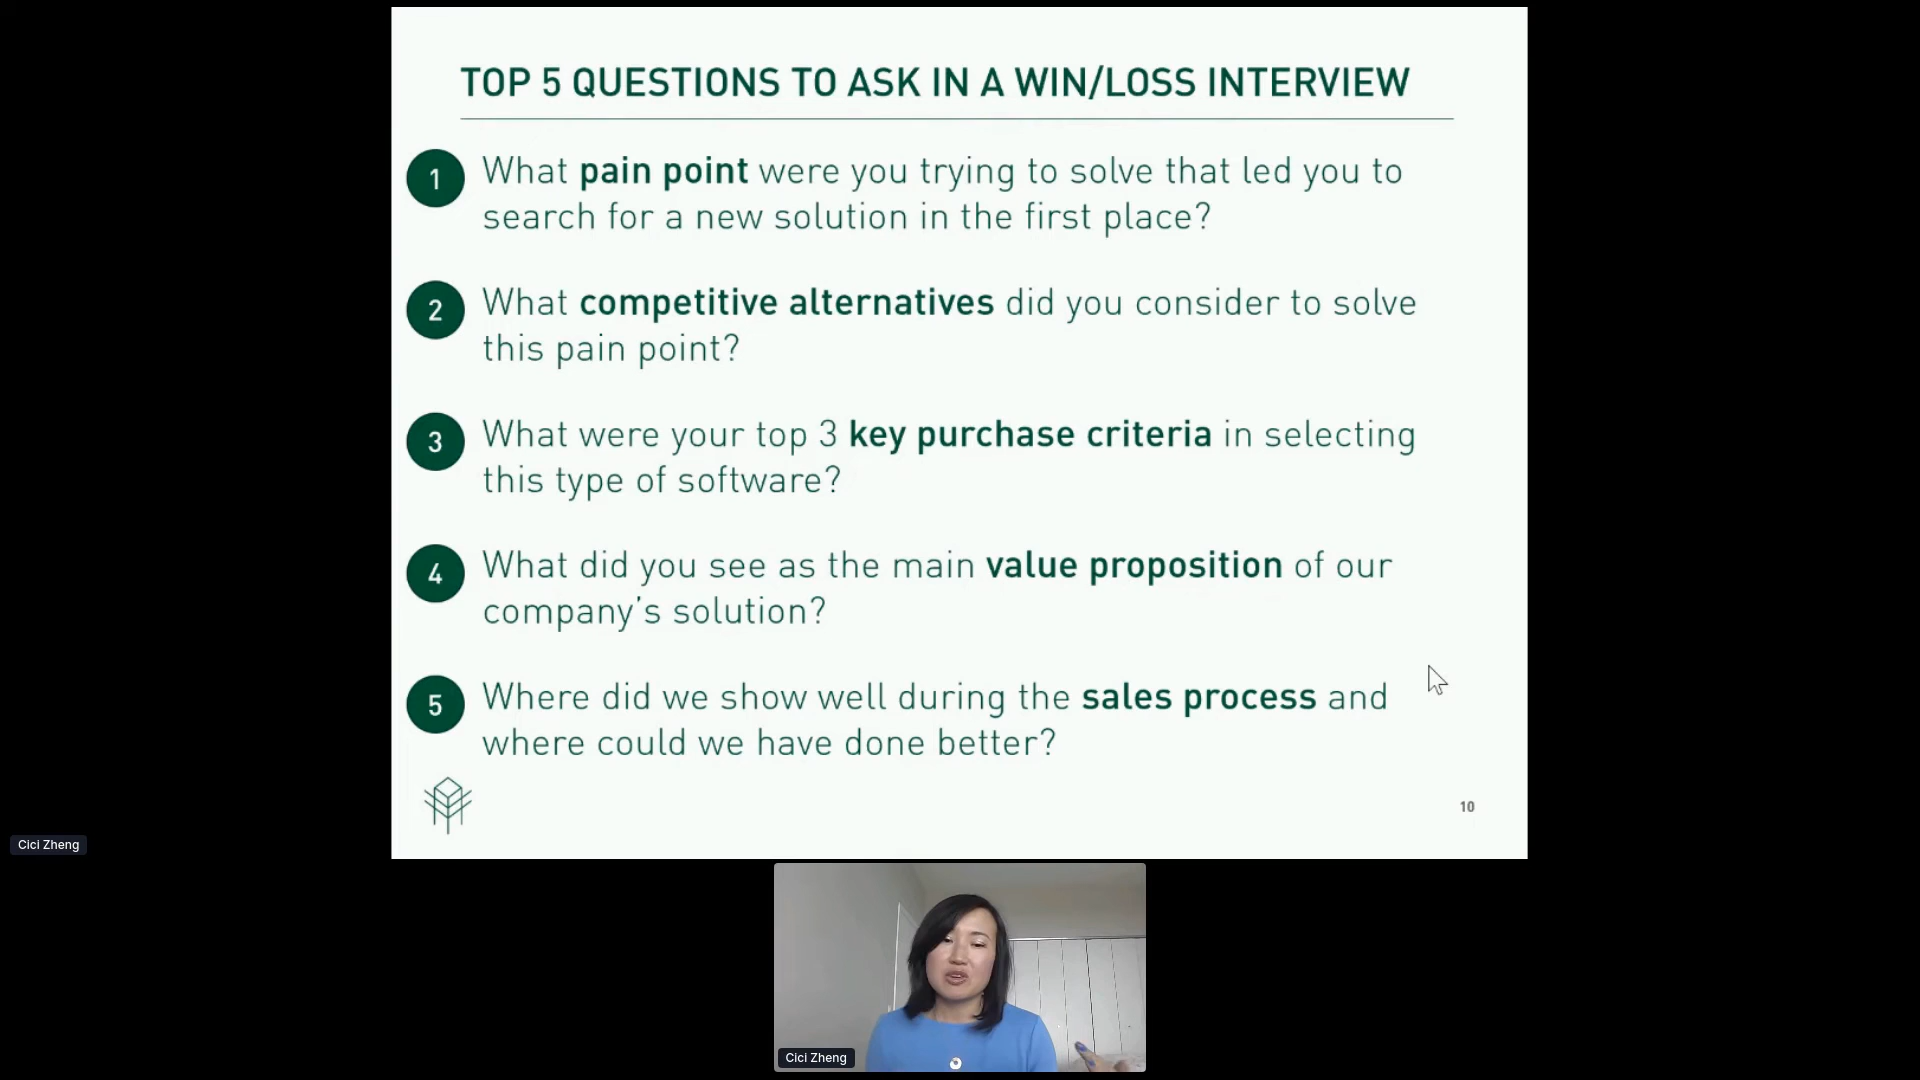 TOP 5 QUESTIONS TO ASK IN A WIN/LOSS INTERVIEW
1
What pain point were you trying to solve that led you to
search for a new solution in the first place?
2
What competitive alternatives did you consider to solve
this pain point?
3
What were your top 3 key purchase criteria in selecting
this type of software?
4
What did you see as the main value proposition of our
company's solution?
5
Where did we show well during the sales process and
where could we have done better?
10
Cici Zheng
Cici Zheng